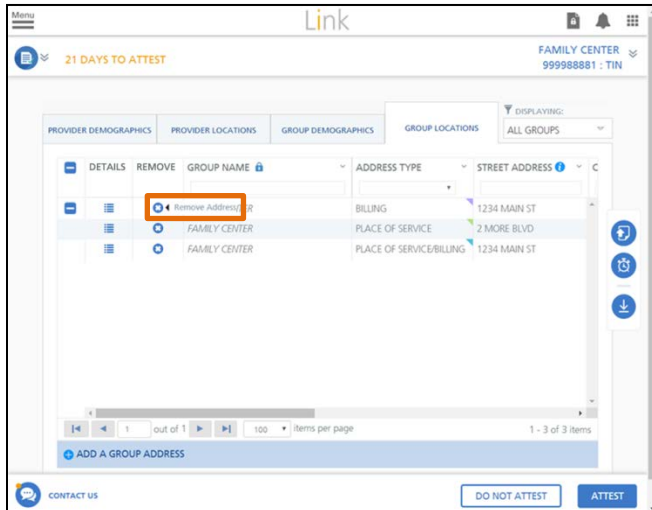 Menu
Link
21 DAYS TO ATTEST
FAMILY CENTER
999988881 : TIN
DISPLAYING:
PROVIDER DEMOGRAPHICS PROVIDER LOCATIONS GROUP DEMOGRAPHICS GROUP LOCATIONS ALL GROUPS
DETAILS REMOVE GROUP NAME ADDRESS TYPE STREET ADDRESS C
Remove Address BILLING 1234 MAIN ST
FAMILY CENTER PLACE OF SERVICE 2 MORE BLVD
FAMILY CENTER PLACE OF SERVICE/BILLING 1234 MAIN ST
1 out of 1 100 items per page 1 - 3 of 3 items
ADD A GROUP ADDRESS
CONTACT US DO NOT ATTEST ATTEST